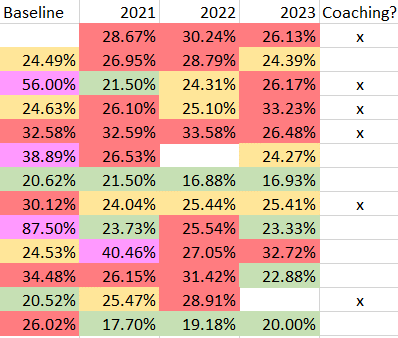 Baseline 2021 2022 2023 Coaching?
28.67% 30.24% 26.13% x
24.49% 26.95% 28.79% 24.39%
56.00% 21.50% 24.31% 26.17% x
24.63% 26.10% 25.10% 33.23% x
32.58% 32.59% 33.58% 26.48% x
38.89% 26.53% 24.27%
20.62% 21.50% 16.88% 16.93%
30.12% 24.04% 25.44% 25.41% x
87.50% 23.73% 25.54% 23.33%
24.53% 40.46% 27.05% 32.72%
34.48% 26.15% 31.42% 22.88%
20.52% 25.47% 28.91% x
26.02% 17.70% 19.18% 20.00%